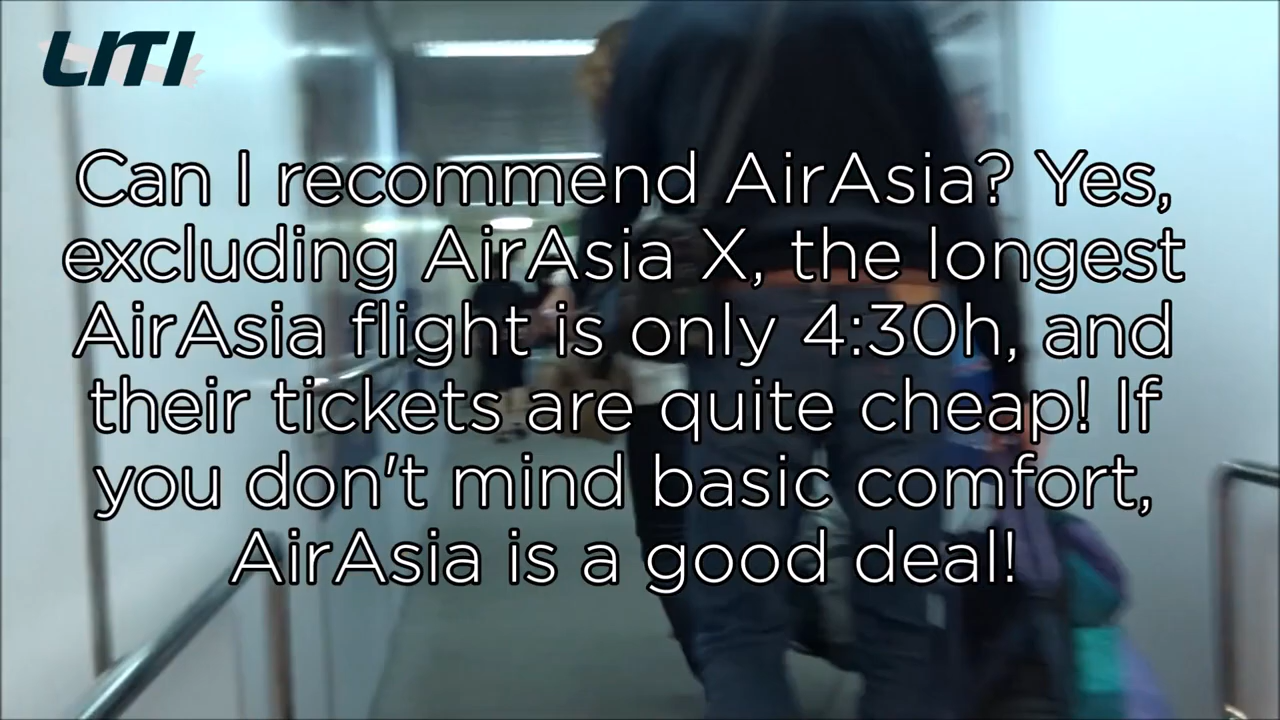 LITI
Can I recommend AirAsia? Yes,
excluding AirAsia X, the longest
AirAsia flight is only 4:30h, and
their tickets are quite cheap! If
you don't mind basic comfort,
AirAsia is a good deal!